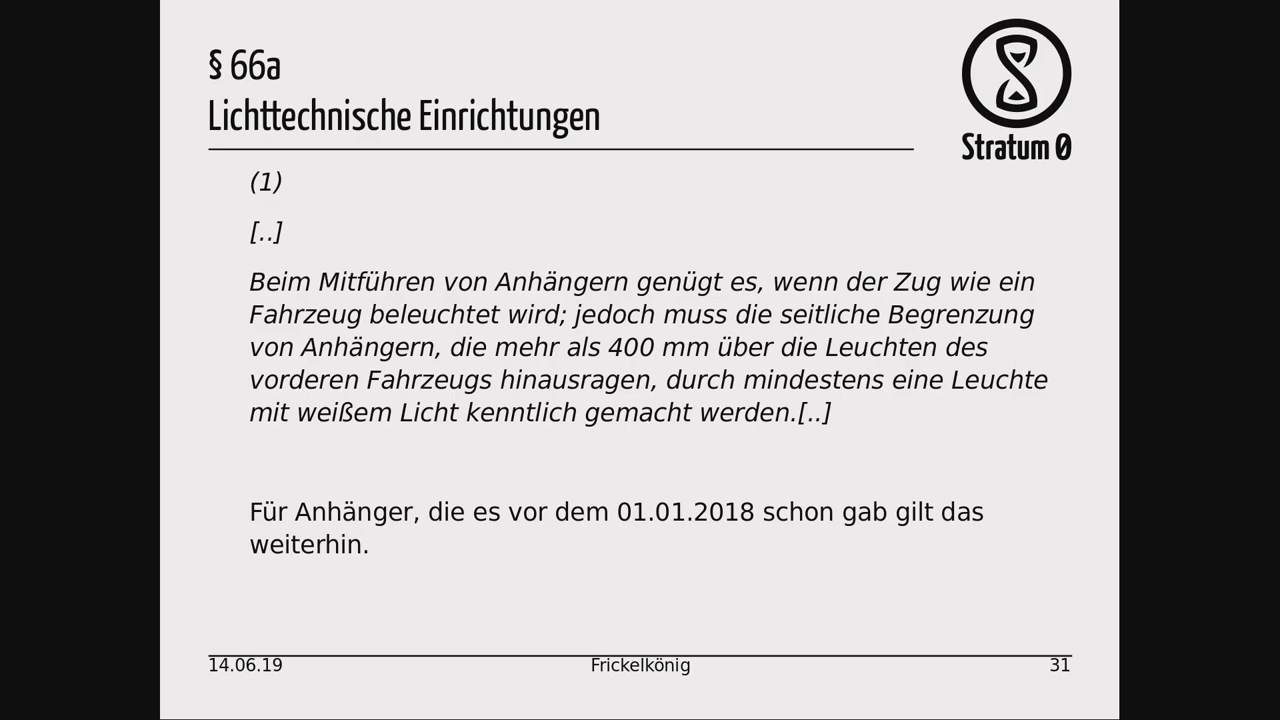 § 66a
Lichttechnische Einrichtungen
Stratum 0
(1)
[..]
Beim Mitführen von Anhängern genügt es, wenn der Zug wie ein
Fahrzeug beleuchtet wird; jedoch muss die seitliche Begrenzung
von Anhängern, die mehr als 400 mm über die Leuchten des
vorderen Fahrzeugs hinausragen, durch mindestens eine Leuchte
mit weißem Licht kenntlich gemacht werden.[..]
Für Anhänger, die es vor dem 01.01.2018 schon gab gilt das
weiterhin.
14.06.19
Frickelkönig
31